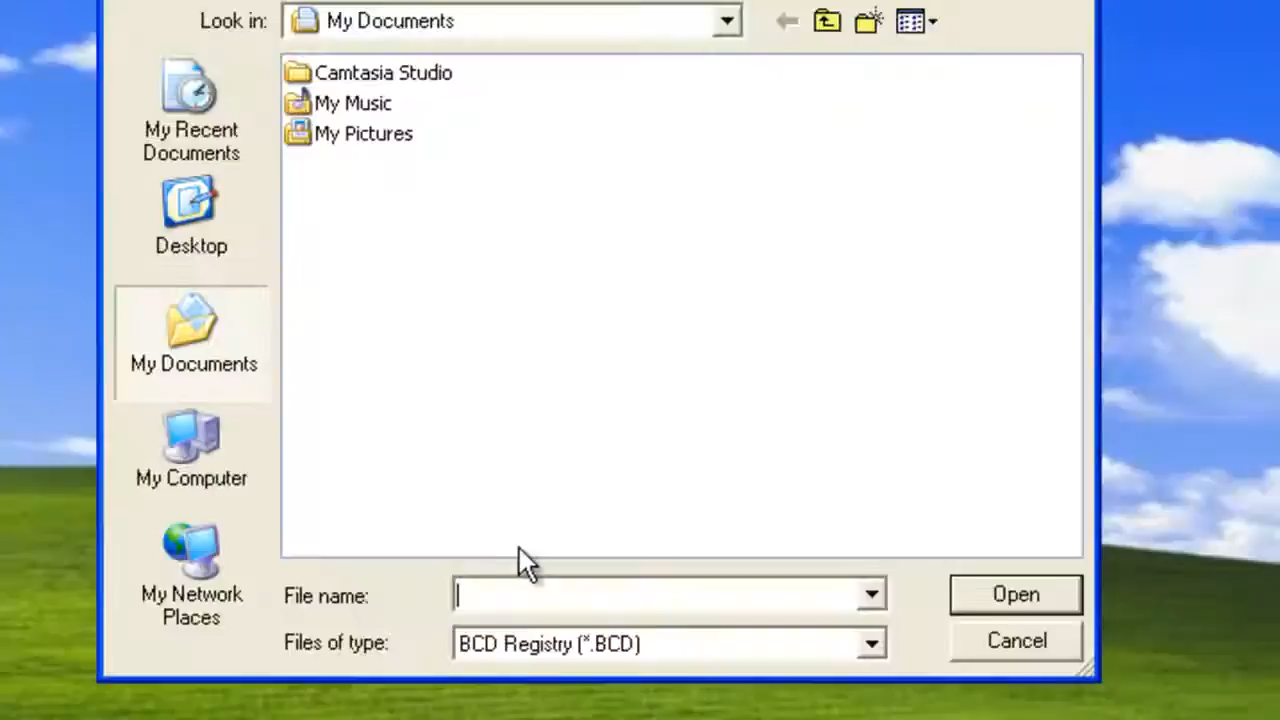 Look in: My Documents
Camtasia Studio
My Music
My Pictures
My Recent
Documents
Desktop
My Documents
My Computer
My Network
Places
File name:
Open
Files of type: BCD Registry (*.BCD)
Cancel